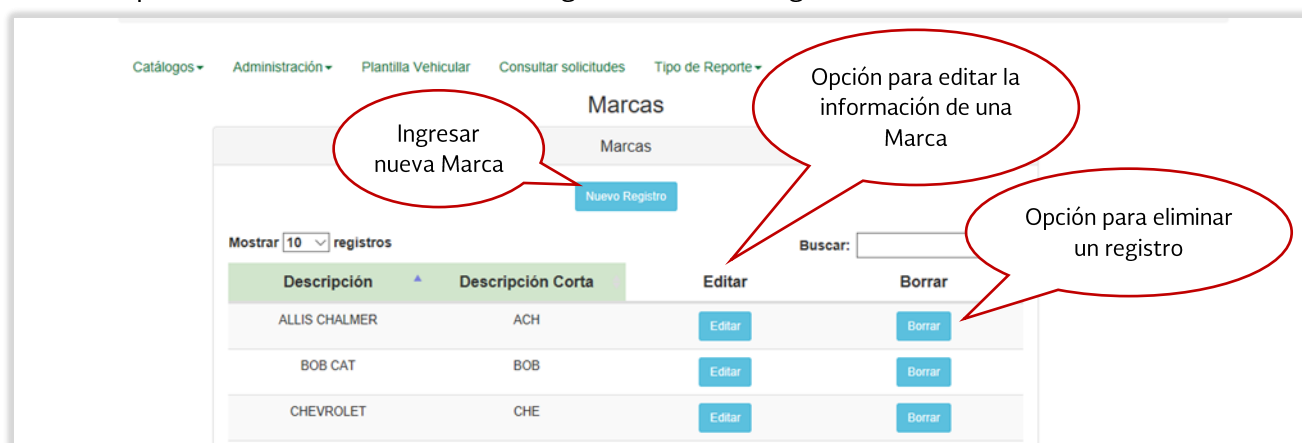 Catálogos Administración Plantilla Vehicular Consultar solicitudes Tipo de Reporte
Opción para editar la
información de una
Marca
Marcas
Ingresar
nueva Marca
Marcas
Nuevo Registro
Opción para eliminar
un registro
Mostrar 10 registros Buscar:
Descripción Descripción Corta Editar Borrar
ALLIS CHALMER ACH Editar Borrar
BOB CAT BOB Editar Borrar
CHEVROLET CHE Editar Borrar